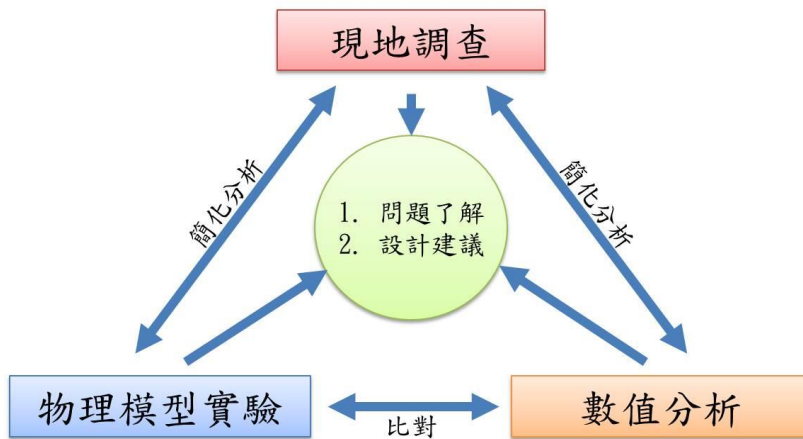 現地調查
簡化分析
簡化分析
1. 問題了解
2. 設計建議
物理模型實驗
比對
數值分析